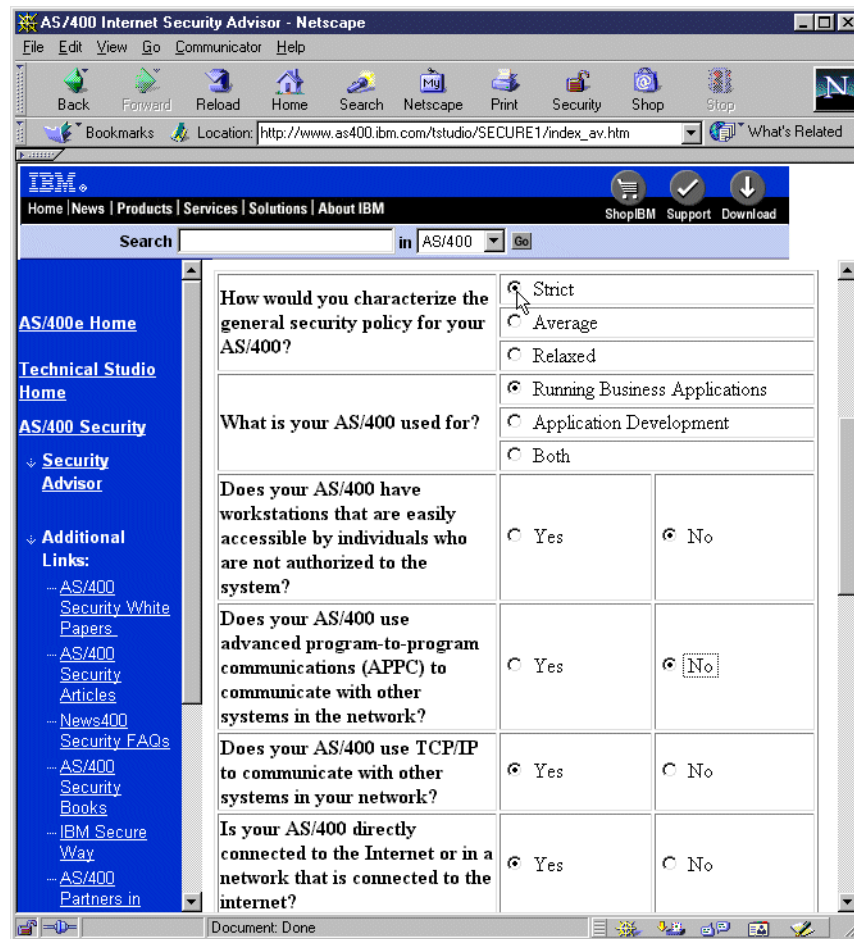 AS/400 Internet Security Advisor - Netscape
File Edit View Go Communicator Help
Back Forward Reload Home Search Netscape Print Security Shop Stop
My
N
Bookmarks Location: http://www.as400.ibm.com/tstudio/SECURE1/index_av.htm What's Related
IBM
Home | News | Products | Services | Solutions | About IBM
ShopIBM Support Download
Search in AS/400 Go
AS/400e Home
Technical Studio
Home
AS/400 Security
Security
Advisor
Additional
Links:
AS/400
Security White
Papers
AS/400
Security
Articles
News400
Security FAQs
AS/400
Security
Books
IBM Secure
Way
AS/400
Partners in
How would you characterize the
general security policy for your
AS/400?
Strict
Average
Relaxed
What is your AS/400 used for?
Running Business Applications
Application Development
Both
Does your AS/400 have
workstations that are easily
accessible by individuals who
are not authorized to the
system?
Yes No
Does your AS/400 use
advanced program-to-program
communications (APPC) to
communicate with other
systems in the network?
Yes No
Does your AS/400 use TCP/IP
to communicate with other
systems in your network?
Yes No
Is your AS/400 directly
connected to the Internet or in a
network that is connected to the
internet?
Yes No
Document: Done